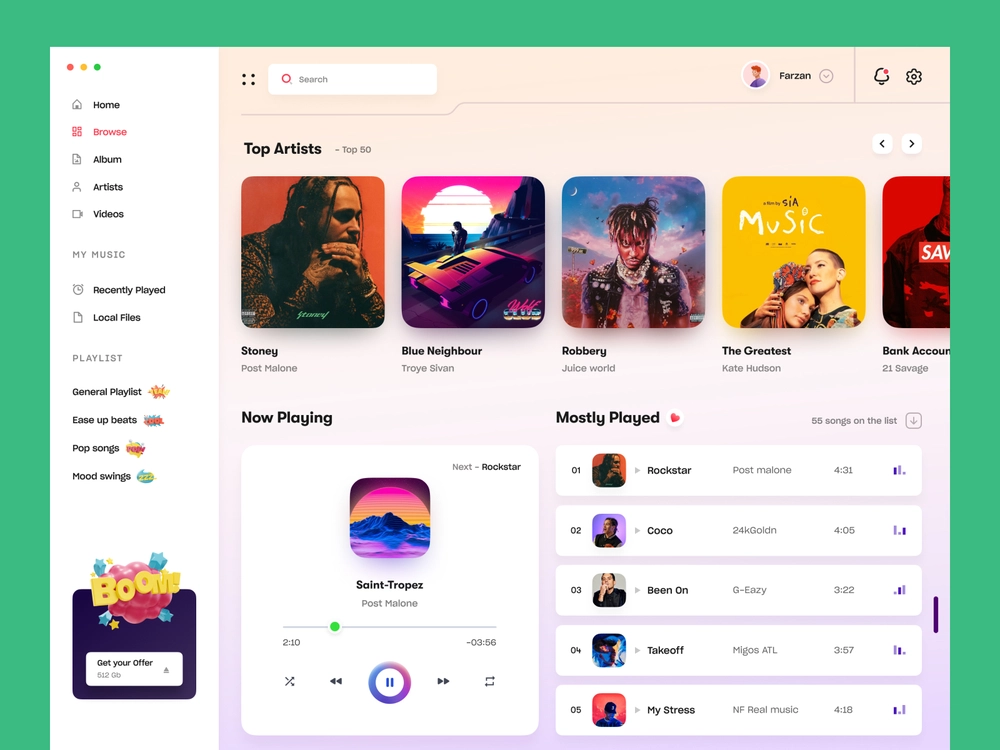 Home
Browse
Album
Artists
Videos
MY MUSIC
Recently Played
Local Files
PLAYLIST
General Playlist
Ease up beats
Pop songs
Mood swings
BOOM!
Get your Offer
512 Gb
Search
Farzan
Top Artists – Top 50
Stoney
a film by SIA
MUSIC
SAV
Stoney
Post Malone
Blue Neighbour
Troye Sivan
Robbery
Juice world
The Greatest
Kate Hudson
Bank Accoun
21 Savage
Now Playing
Next – Rockstar
Saint-Tropez
Post Malone
2:10 –03:56
Mostly Played
55 songs on the list
01 Rockstar Post malone 4:31
02 Coco 24kGoldn 4:05
03 Been On G-Eazy 3:22
04 Takeoff Migos ATL 3:57
05 My Stress NF Real music 4:18